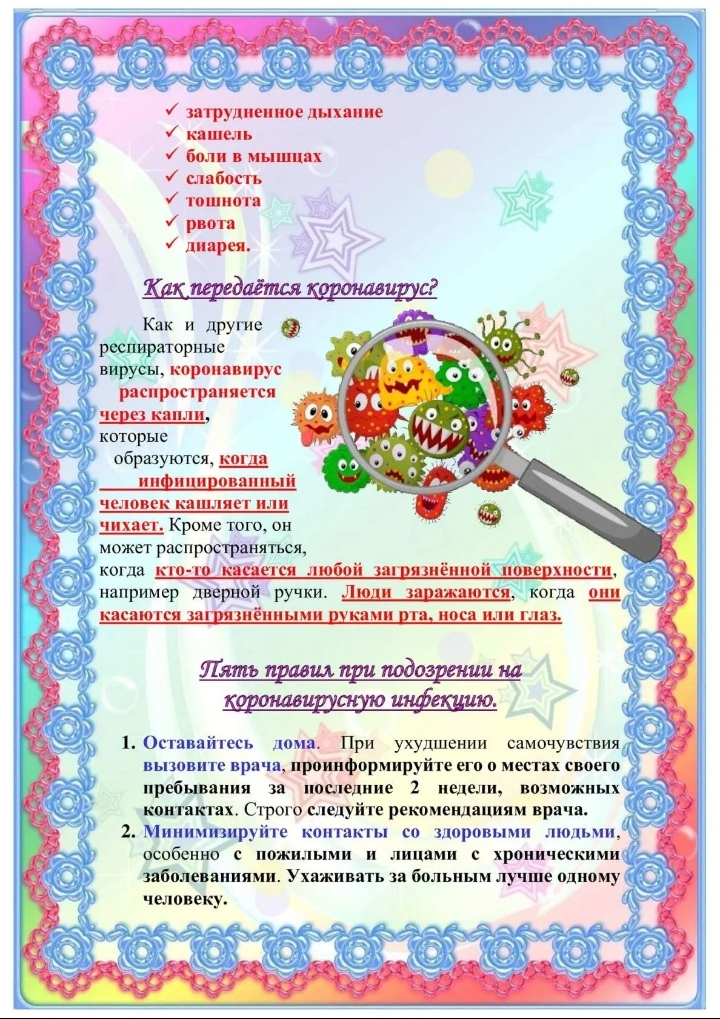 ✓ затрудненное дыхание
✓ кашель
✓ боли в мышцах
✓ слабость
✓ тошнота
✓ рвота
✓ диарея.
Как передаётся коронавирус?
Как и другие
респираторные
вирусы, коронавирус
распространяется
через капли,
которые
образуются, когда
инфицированный
человек кашляет или
чихает. Кроме того, он
может распространяться,
когда кто-то касается любой загрязнённой поверхности,
например дверной ручки. Люди заражаются, когда они
касаются загрязнёнными руками рта, носа или глаз.
Пять правил при подозрении на
коронавирусную инфекцию.
1. Оставайтесь дома. При ухудшении самочувствия
вызовите врача, проинформируйте его о местах своего
пребывания за последние 2 недели, возможных
контактах. Строго следуйте рекомендациям врача.
2. Минимизируйте контакты со здоровыми людьми,
особенно с пожилыми и лицами с хроническими
заболеваниями. Ухаживать за больным лучше одному
человеку.